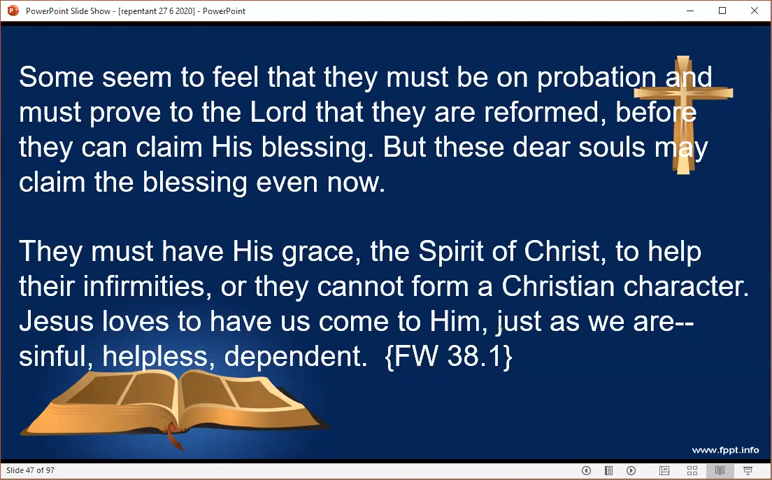 PowerPoint Slide Show - [repentant 27 6 2020] - PowerPoint
Some seem to feel that they must be on probation and
must prove to the Lord that they are reformed, before
they can claim His blessing. But these dear souls may
claim the blessing even now.
They must have His grace, the Spirit of Christ, to help
their infirmities, or they cannot form a Christian character.
Jesus loves to have us come to Him, just as we are--
sinful, helpless, dependent. {FW 38.1}
www.fppt.info
Slide 47 of 97